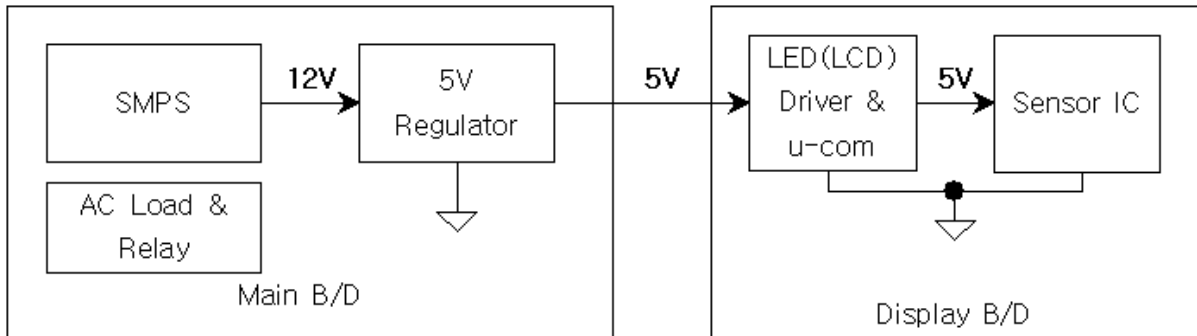 SMPS
12V
5V
Regulator
AC Load &
Relay
Main B/D
5V
LED(LCD)
Driver &
u-com
5V
Sensor IC
Display B/D